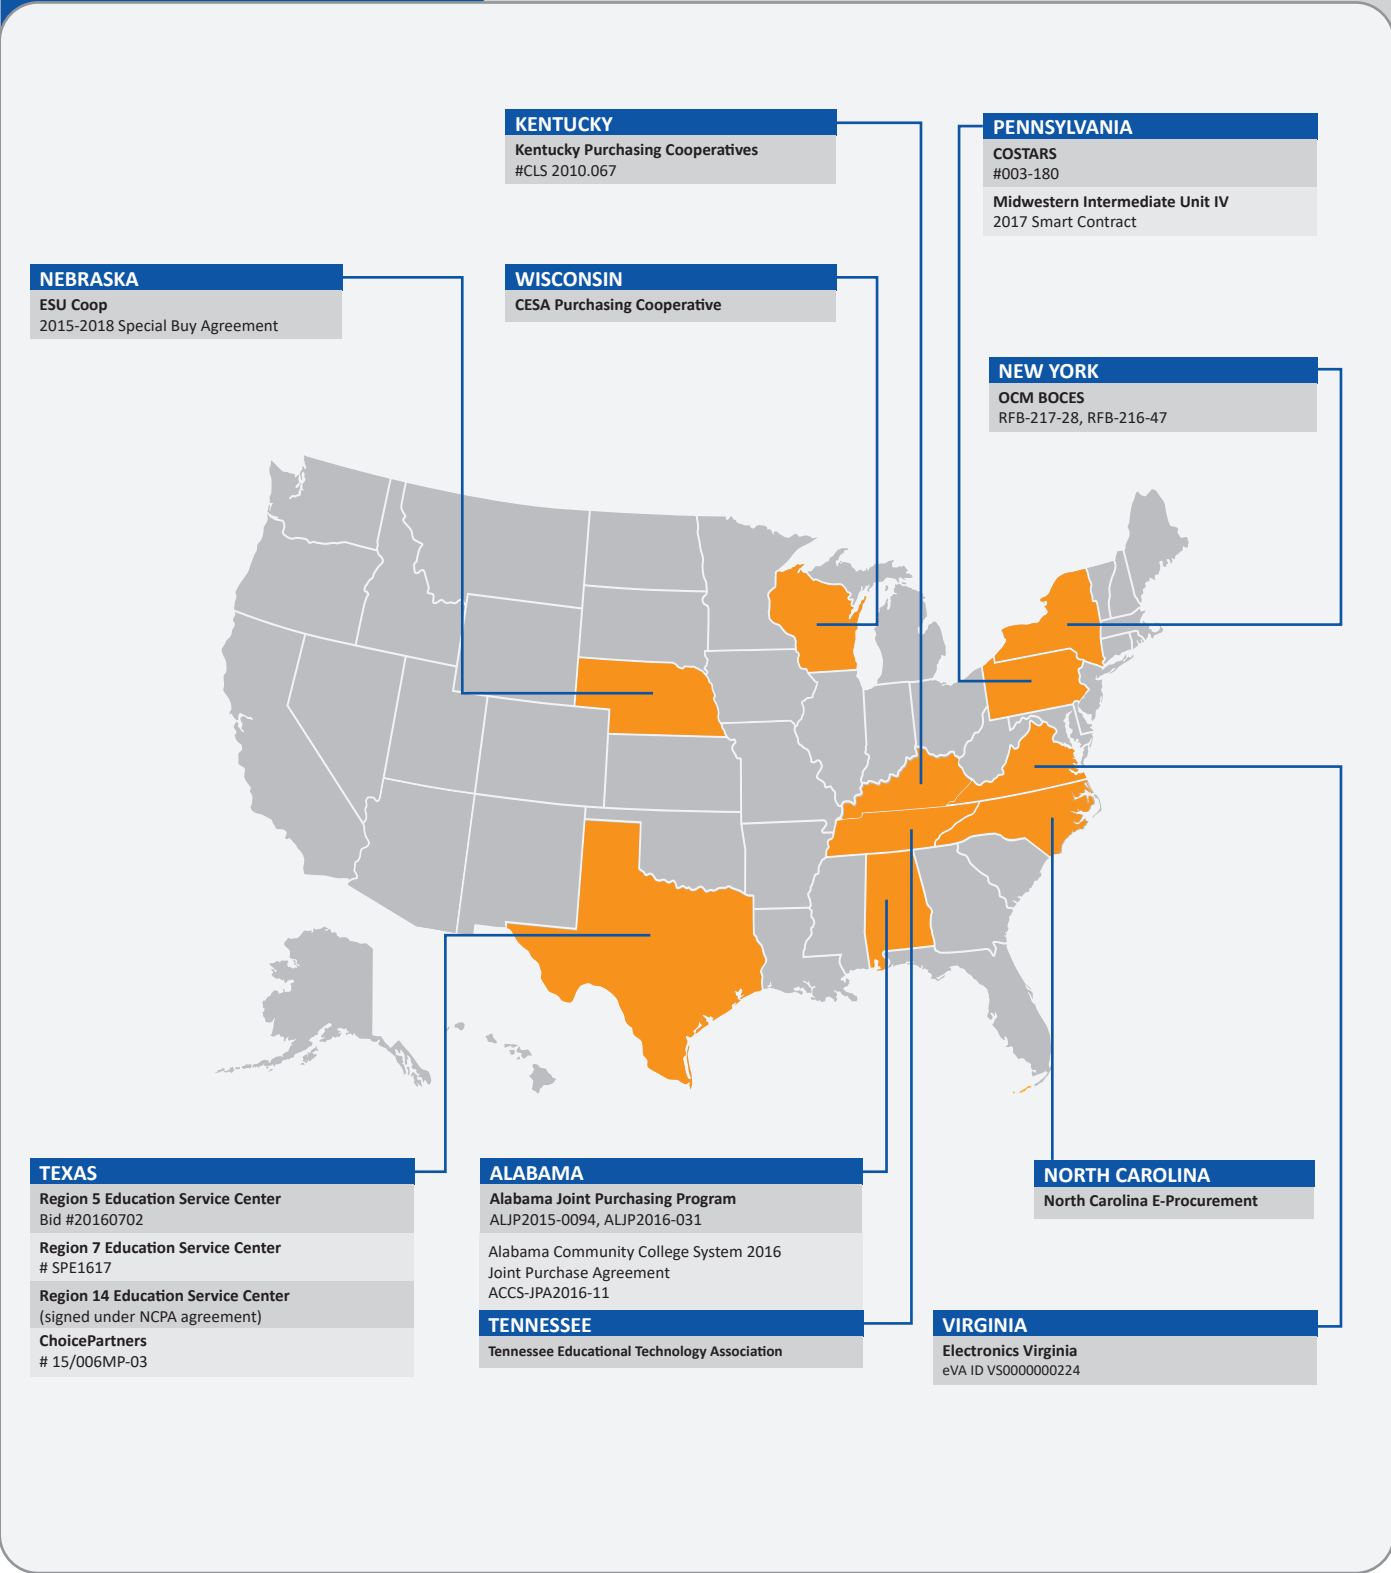 KENTUCKY
Kentucky Purchasing Cooperatives
#CLS 2010.067
PENNSYLVANIA
COSTARS
#003-180
Midwestern Intermediate Unit IV
2017 Smart Contract
NEBRASKA
ESU Coop
2015-2018 Special Buy Agreement
WISCONSIN
CESA Purchasing Cooperative
NEW YORK
OCM BOCES
RFB-217-28, RFB-216-47
TEXAS
Region 5 Education Service Center
Bid #20160702
Region 7 Education Service Center
# SPE1617
Region 14 Education Service Center
(signed under NCPA agreement)
ChoicePartners
# 15/006MP-03
ALABAMA
Alabama Joint Purchasing Program
ALJP2015-0094, ALJP2016-031
Alabama Community College System 2016
Joint Purchase Agreement
ACCS-JPA2016-11
TENNESSEE
Tennessee Educational Technology Association
NORTH CAROLINA
North Carolina E-Procurement
VIRGINIA
Electronics Virginia
eVA ID VS0000000224